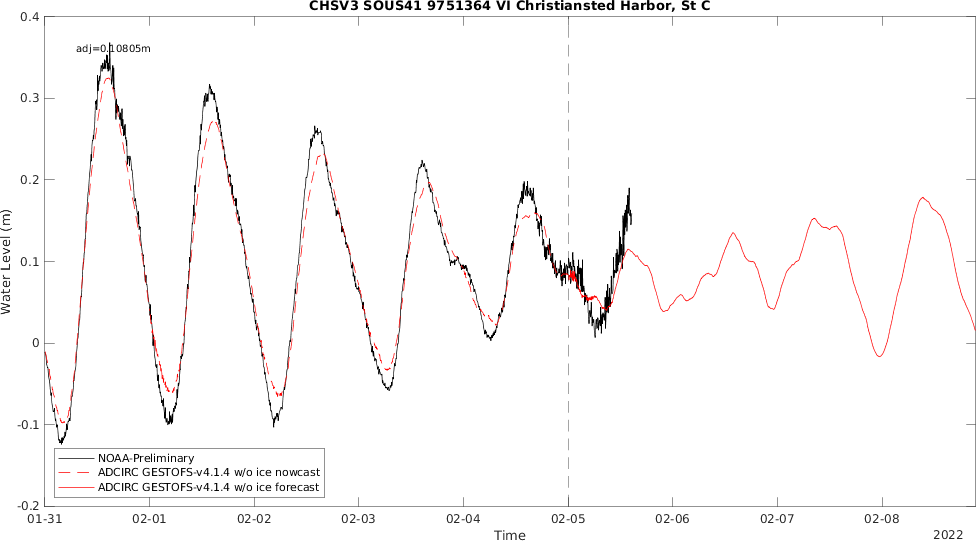 CHSV3 SOUS41 9751364 VI Christiansted Harbor, St C
adj=0.10805m
0.4
0.3
0.2
0.1
0
-0.1
-0.2
Water Level (m)
NOAA-Preliminary
ADCIRC GESTOFS-v4.1.4 w/o ice nowcast
ADCIRC GESTOFS-v4.1.4 w/o ice forecast
01-31 02-01 02-02 02-03 02-04 02-05 02-06 02-07 02-08
Time
2022